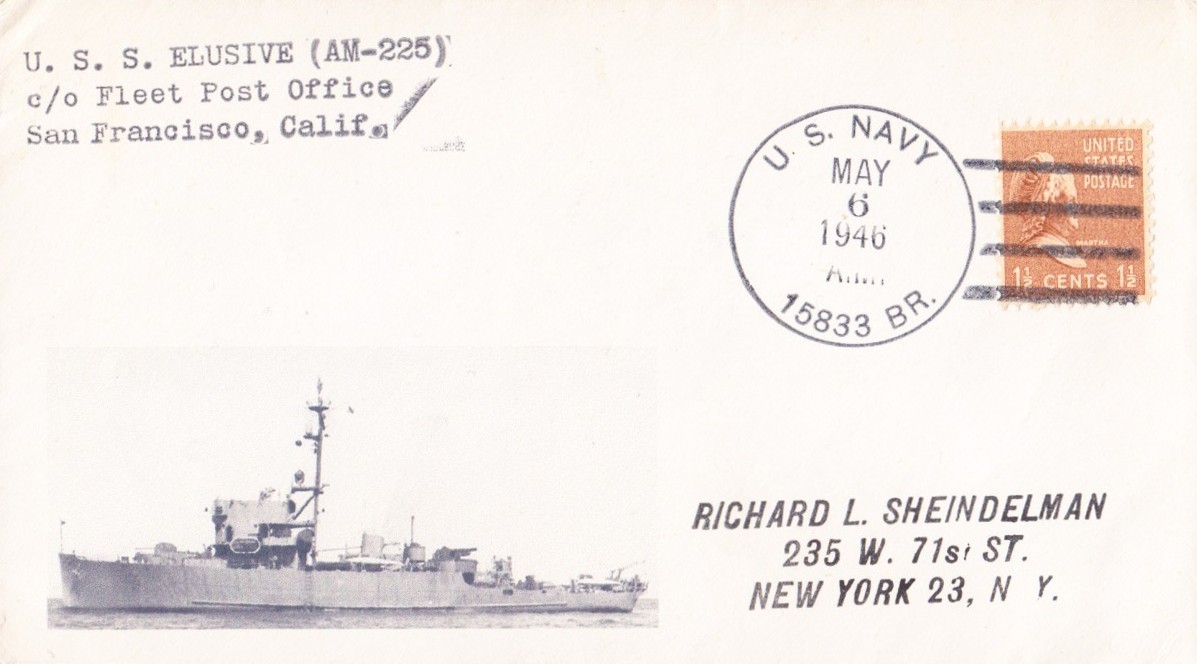 U. S. S. ELUSIVE (AM-225)
c/o Fleet Post Office
San Francisco, Calif.
U. S. NAVY
MAY
6
1946
A.M.
15833 BR.
UNITED
STATES
POSTAGE
MARTHA
1½ CENTS 1½
RICHARD L. SHEINDELMAN
235 W. 71st ST.
NEW YORK 23, N Y.